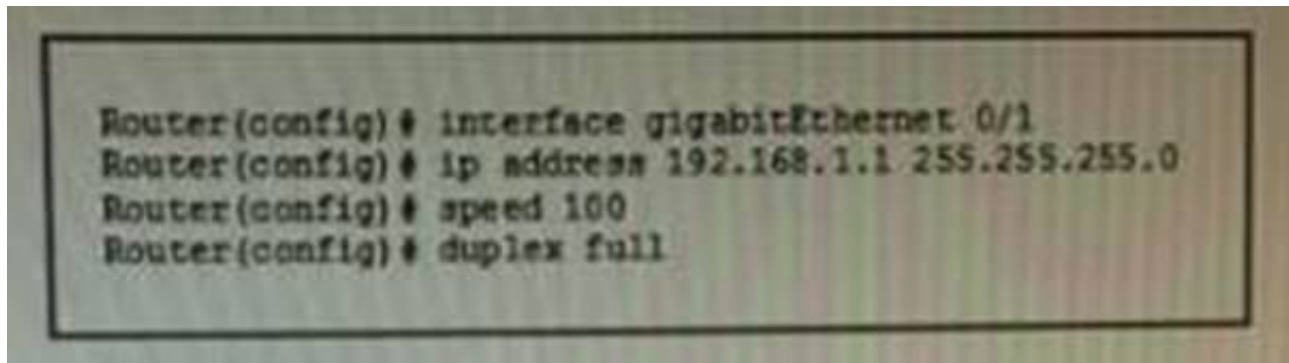 Router(config)# interface gigabitEthernet 0/1
Router(config)# ip address 192.168.1.1 255.255.255.0
Router(config)# speed 100
Router(config)# duplex full